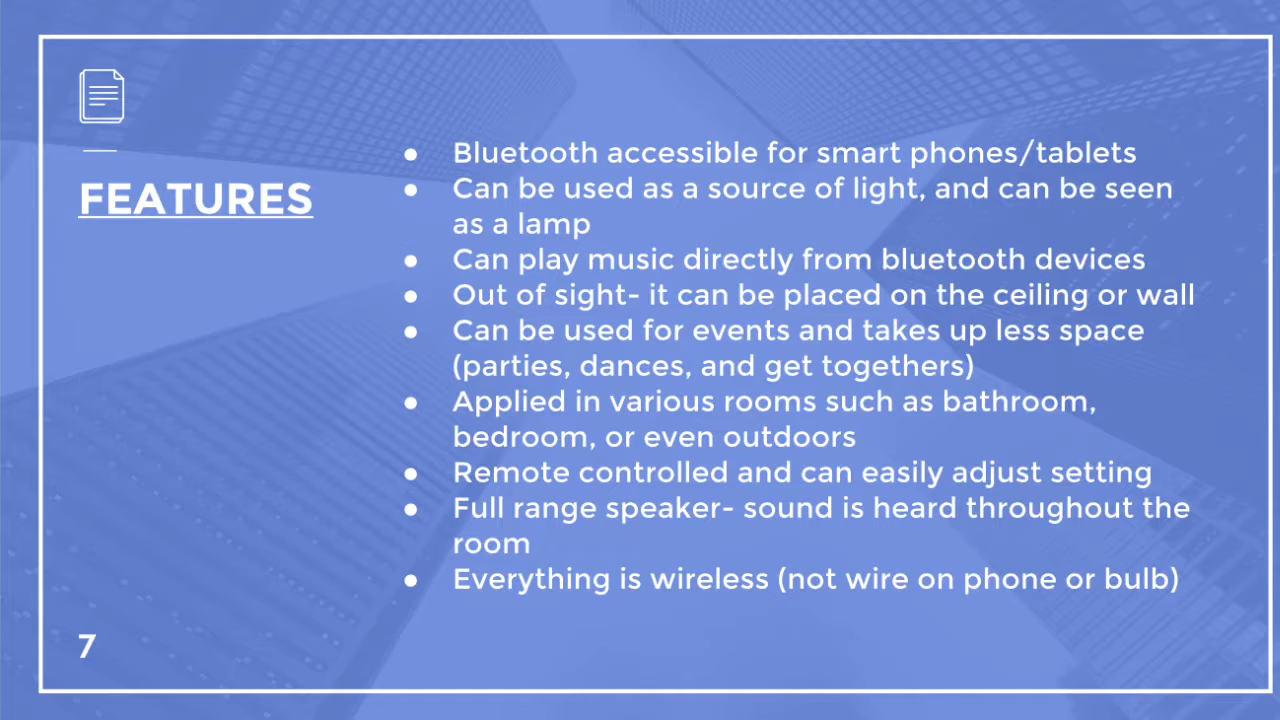 FEATURES
● Bluetooth accessible for smart phones/tablets
● Can be used as a source of light, and can be seen
as a lamp
● Can play music directly from bluetooth devices
● Out of sight- it can be placed on the ceiling or wall
● Can be used for events and takes up less space
(parties, dances, and get togethers)
● Applied in various rooms such as bathroom,
bedroom, or even outdoors
● Remote controlled and can easily adjust setting
● Full range speaker- sound is heard throughout the
room
● Everything is wireless (not wire on phone or bulb)
7